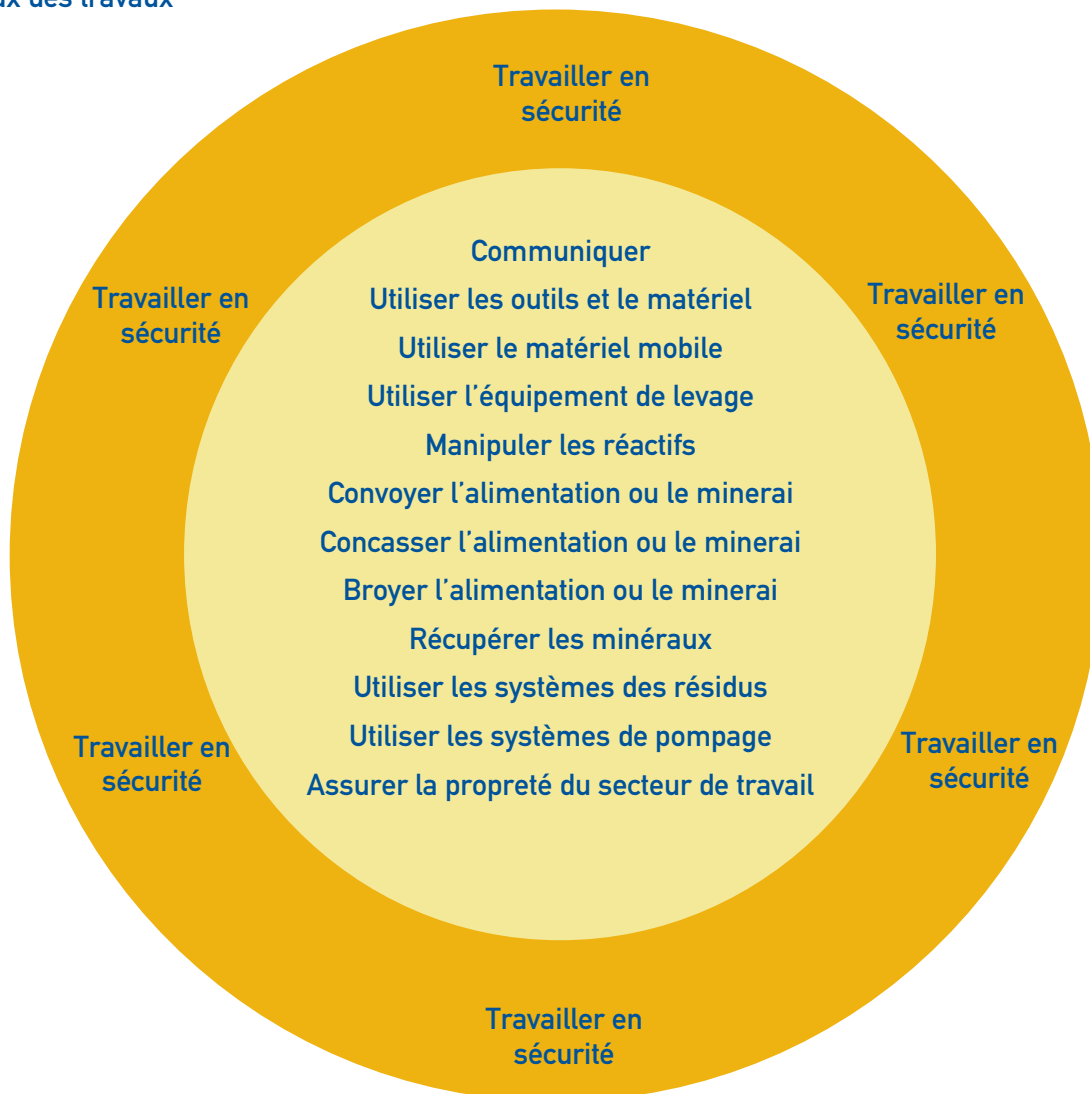 des travaux
Travailler en
sécurité
Communiquer
Utiliser les outils et le matériel
Travailler en
sécurité
Travailler en
sécurité
Utiliser le matériel mobile
Utiliser l’équipement de levage
Manipuler les réactifs
Convoyer l’alimentation ou le minerai
Concasser l’alimentation ou le minerai
Broyer l’alimentation ou le minerai
Récupérer les minéraux
Utiliser les systèmes des résidus
Utiliser les systèmes de pompage
Assurer la propreté du secteur de travail
Travailler en
sécurité
Travailler en
sécurité
Travailler en
sécurité